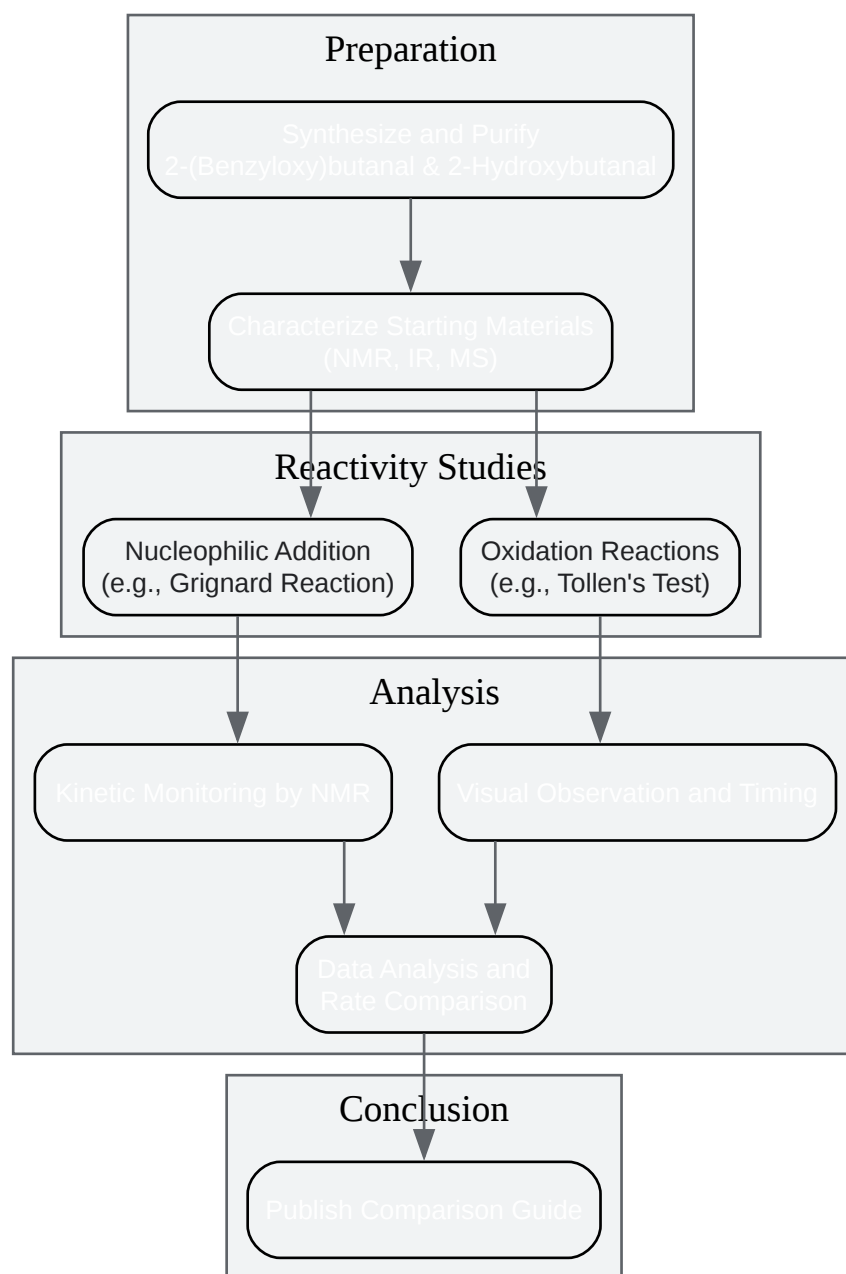 Preparation
Synthesize and Purify
2-(Benzyloxy)butanal & 2-Hydroxybutanal
Characterize Starting Materials
(NMR, IR, MS)
Reactivity Studies
Nucleophilic Addition
(e.g., Grignard Reaction)
Oxidation Reactions
(e.g., Tollen's Test)
Analysis
Kinetic Monitoring by NMR
Visual Observation and Timing
Data Analysis and
Rate Comparison
Conclusion
Publish Comparison Guide